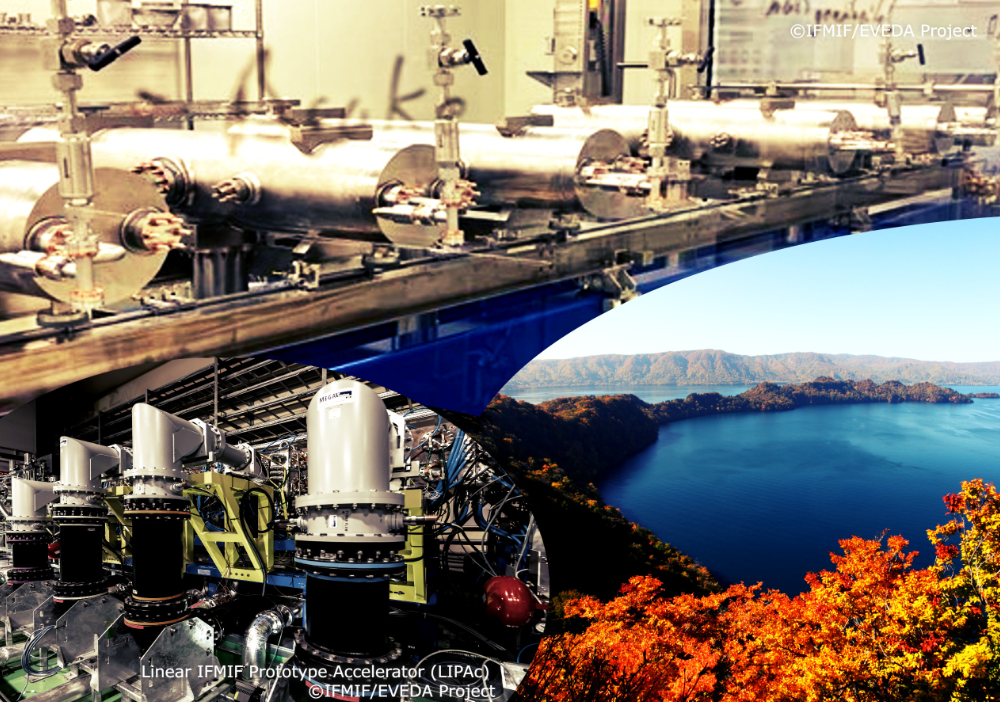 ©IFMIF/EVEDA Project
MEGA
Linear IFMIF Prototype Accelerator (LIPAc)
©IFMIF/EVEDA Project